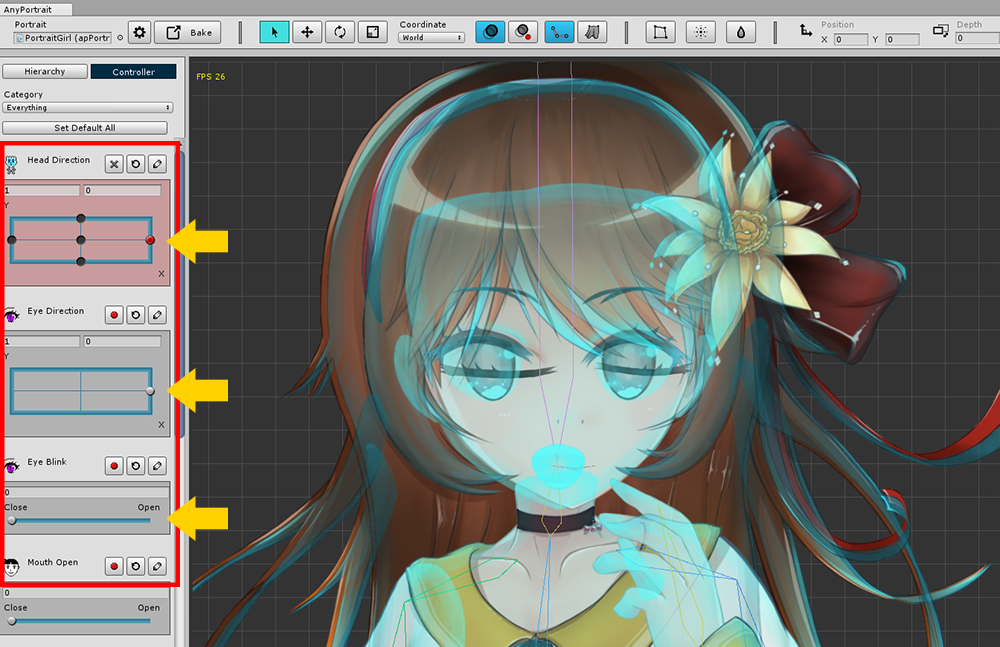 AnyPortrait
Portrait
PortraitGirl (apPortr
Bake
Coordinate
World
Position
X 0 Y 0
Depth
0
Hierarchy
Controller
Category
Everything
Set Default All
FPS 26
Head Direction
1 0
Y
X
Eye Direction
1 0
Y
X
Eye Blink
0
Close Open
Mouth Open
0
Close Open